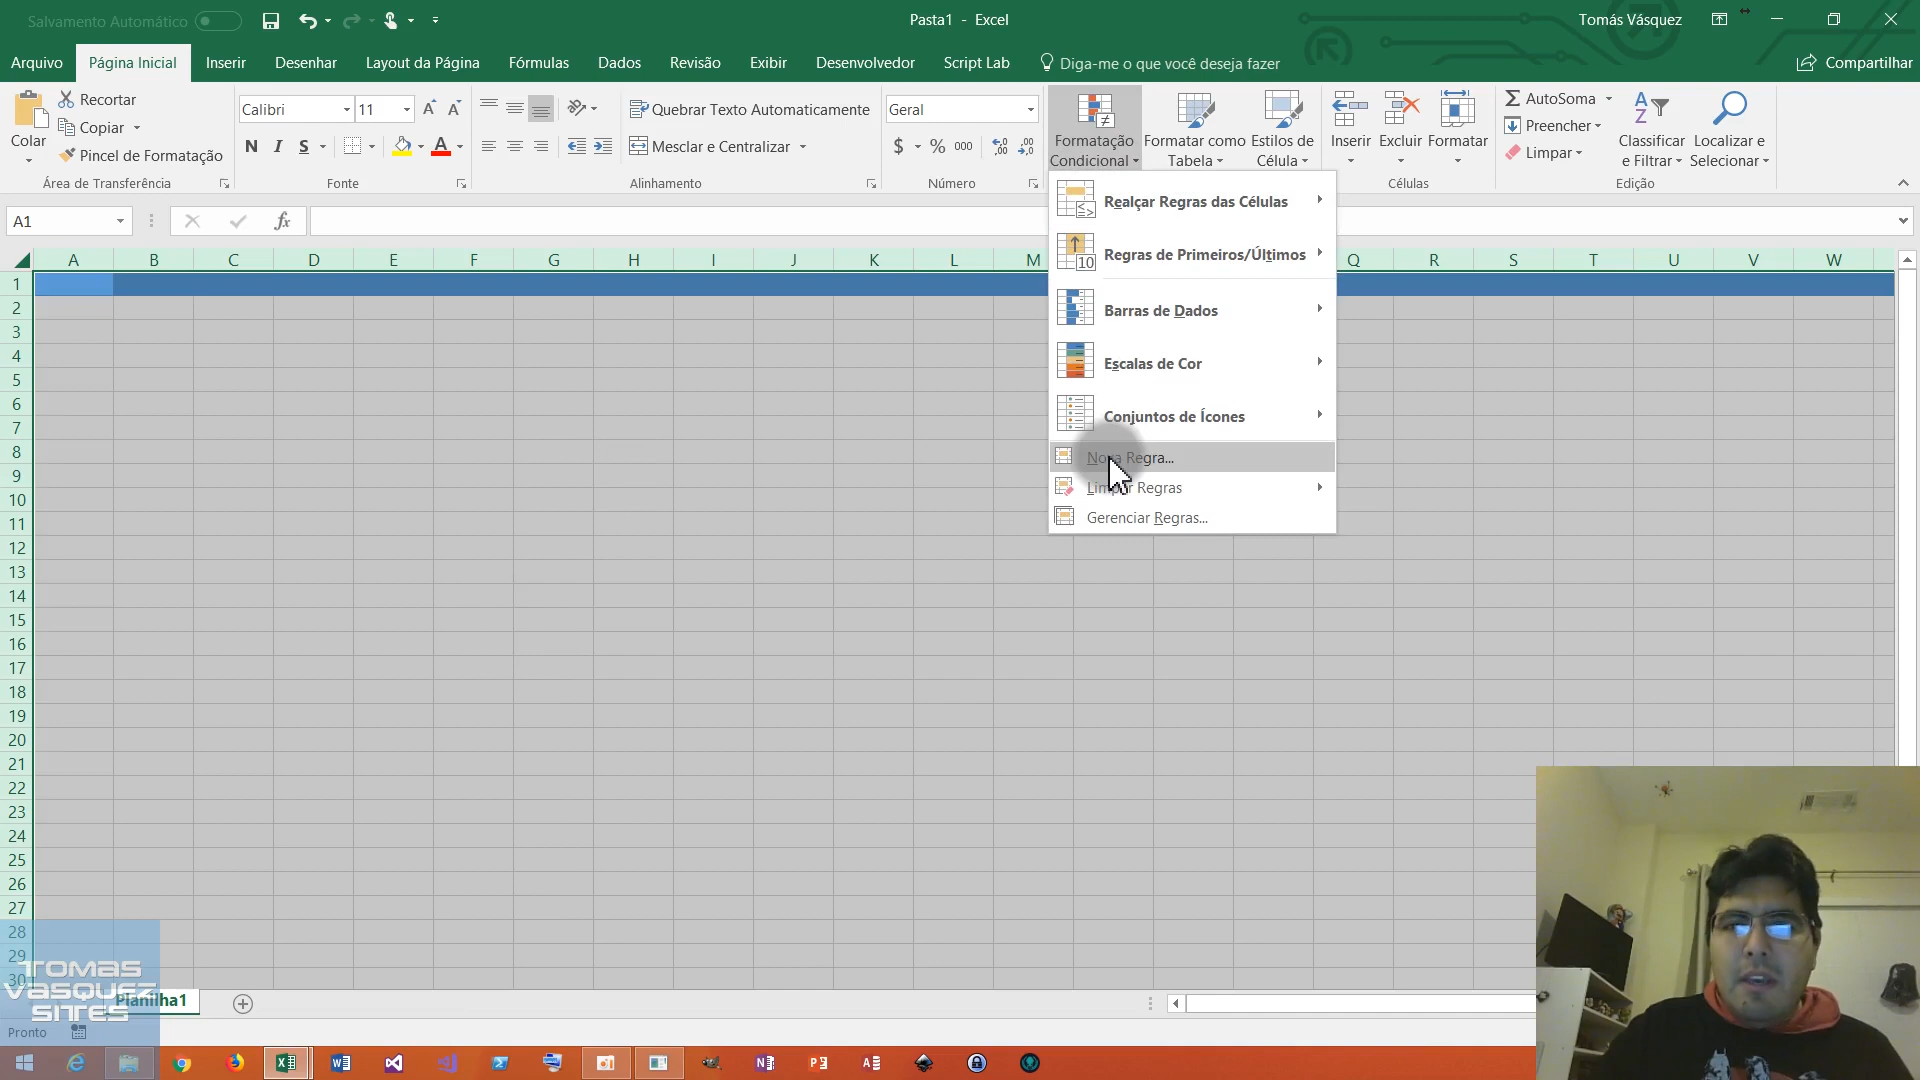 Salvamento Automático
Pasta1 - Excel
Tomás Vásquez
Arquivo
Página Inicial
Inserir
Desenhar
Layout da Página
Fórmulas
Dados
Revisão
Exibir
Desenvolvedor
Script Lab
Diga-me o que você deseja fazer
Compartilhar
Colar
Recortar
Copiar
Pincel de Formatação
Área de Transferência
Calibri
11
N I S
Fonte
Quebrar Texto Automaticamente
Mesclar e Centralizar
Alinhamento
Geral
$ % 000
Número
Formatação
Condicional
Formatar como
Tabela
Estilos de
Célula
Inserir
Excluir
Formatar
Células
AutoSoma
Preencher
Limpar
Classificar
e Filtrar
Localizar e
Selecionar
Edição
A1
fx
Realçar Regras das Células
Regras de Primeiros/Últimos
Barras de Dados
Escalas de Cor
Conjuntos de Ícones
Nova Regra...
Limpar Regras
Gerenciar Regras...
A B C D E F G H I J K L M Q R S T U V W
1
2
3
4
5
6
7
8
9
10
11
12
13
14
15
16
17
18
19
20
21
22
23
24
25
26
27
28
29
30
TOMAS
VASQUEZ
SITES
Planilha1
Pronto